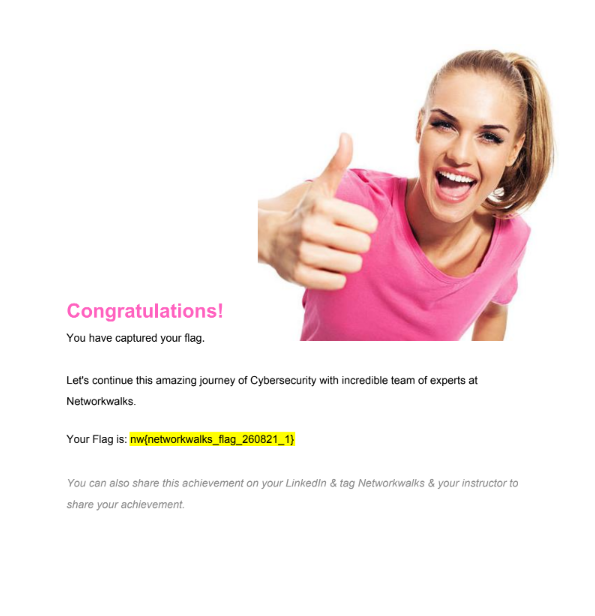 Congratulations!
You have captured your flag.
Let's continue this amazing journey of Cybersecurity with incredible team of experts at
Networkwalks.
Your Flag is: nw{networkwalks_flag_260821_1}
You can also share this achievement on your LinkedIn & tag Networkwalks & your instructor to
share your achievement.